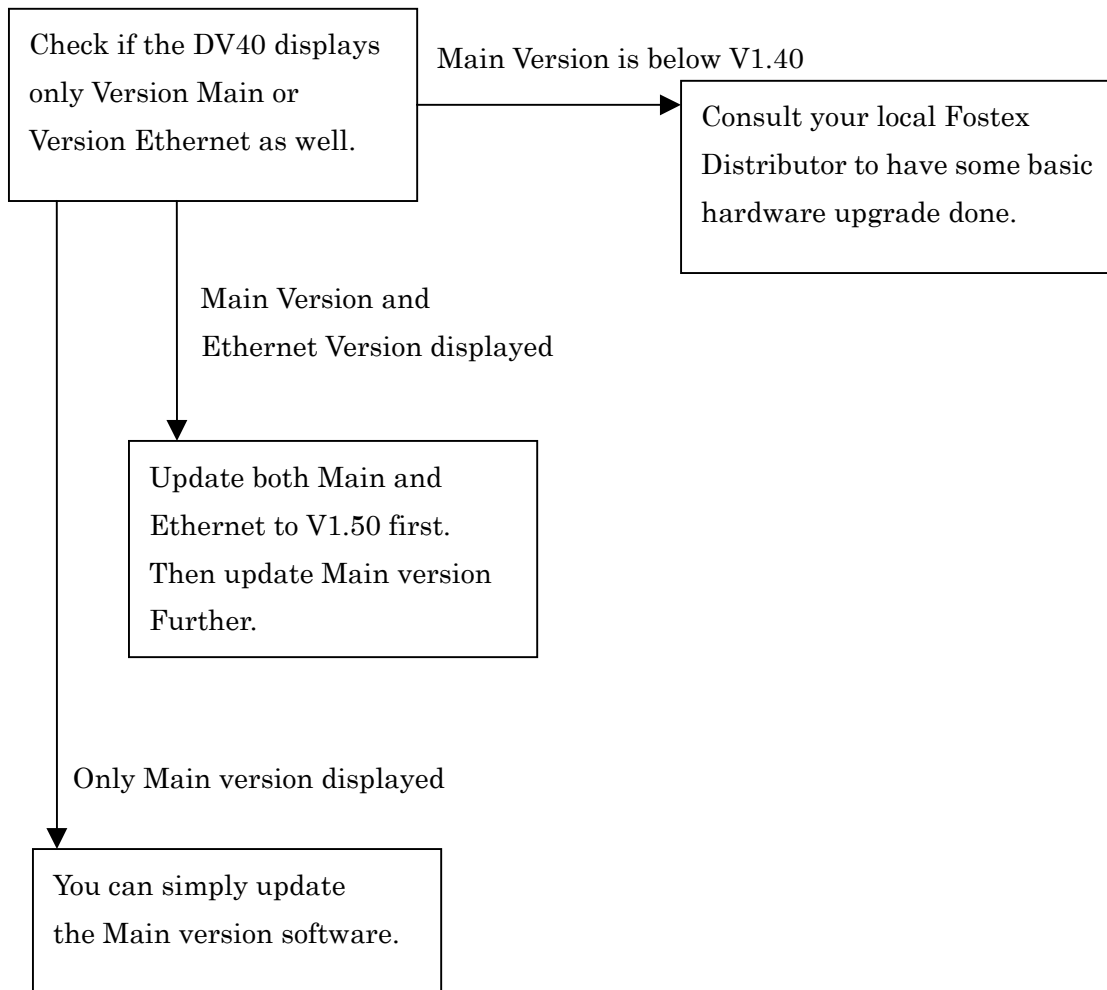 Check if the DV40 displays
only Version Main or
Version Ethernet as well.
Main Version is below V1.40
Consult your local Fostex
Distributor to have some basic
hardware upgrade done.
Main Version and
Ethernet Version displayed
Update both Main and
Ethernet to V1.50 first.
Then update Main version
Further.
Only Main version displayed
You can simply update
the Main version software.